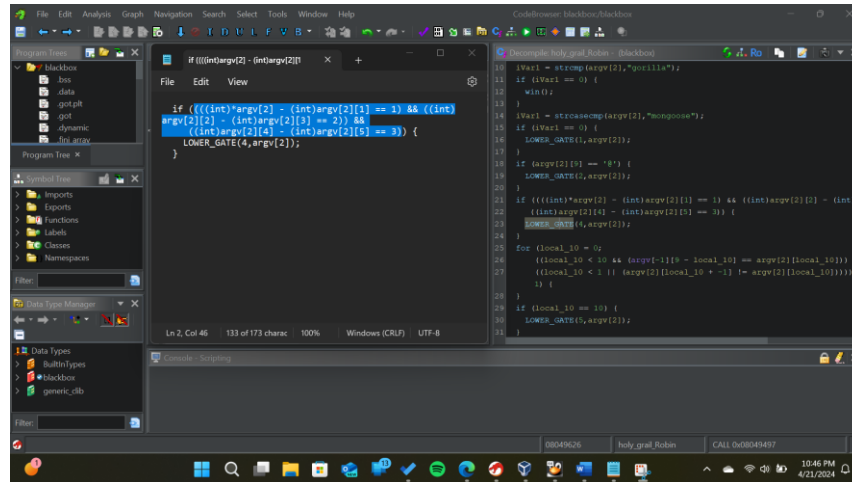 File Edit Analysis Graph Navigation Search Select Tools Window Help
CodeBrowser: blackbox:/blackbox
Program Trees
blackbox
.bss
.data
.got.plt
.got
.dynamic
.fini_array
Program Tree ×
Symbol Tree
Imports
Exports
Functions
Labels
Classes
Namespaces
Filter:
Data Type Manager
Data Types
BuiltInTypes
blackbox
generic_clib
Filter:
if ((((int)argv[2] - (int)argv[2][1
File Edit View
if ((((int)*argv[2] - (int)argv[2][1] == 1) && ((int)
argv[2][2] - (int)argv[2][3] == 2)) &&
((int)argv[2][4] - (int)argv[2][5] == 3)) {
LOWER_GATE(4,argv[2]);
}
Ln 2, Col 46 133 of 173 charac 100% Windows (CRLF) UTF-8
Decompile: holy_grail_Robin - (blackbox)
Ro
10 iVar1 = strcmp(argv[2],"gorilla");
11 if (iVar1 == 0) {
12 win();
13 }
14 iVar1 = strcasecmp(argv[2],"mongoose");
15 if (iVar1 == 0) {
16 LOWER_GATE(1,argv[2]);
17 }
18 if (argv[2][9] == '@') {
19 LOWER_GATE(2,argv[2]);
20 }
21 if ((((int)*argv[2] - (int)argv[2][1] == 1) && ((int)argv[2][2] - (int
22 ((int)argv[2][4] - (int)argv[2][5] == 3)) {
23 LOWER_GATE(4,argv[2]);
24 }
25 for (local_10 = 0;
26 ((local_10 < 10 && (argv[-1][9 - local_10] == argv[2][local_10]))
27 ((local_10 < 1 || (argv[2][local_10 + -1] != argv[2][local_10]))))
1) {
28 }
29 if (local_10 == 10) {
30 LOWER_GATE(5,argv[2]);
31 }
Console - Scripting
08049626 holy_grail_Robin CALL 0x08049497
10:46 PM
4/21/2024